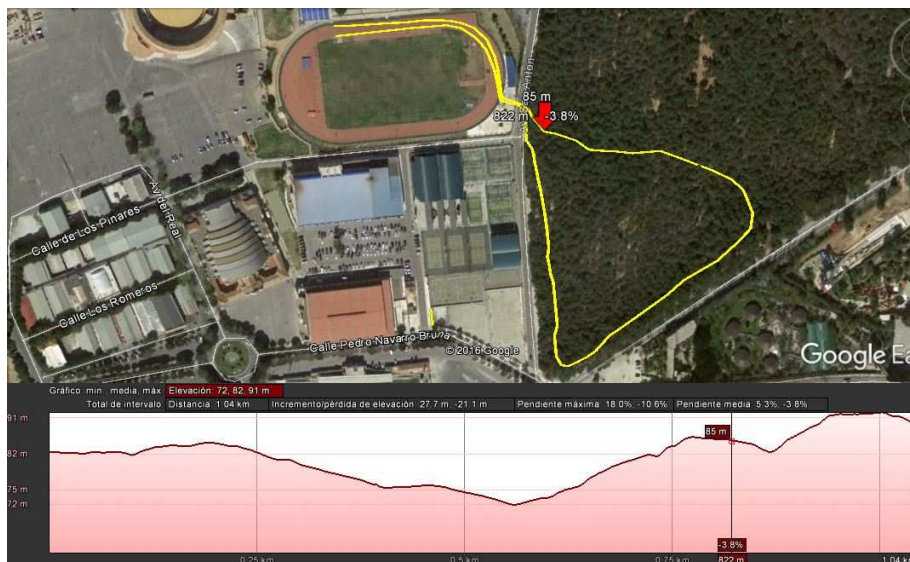 85 m
822 m -3.8%
Av del Real
Calle de Los Pinares
Calle Los Romeros
Calle Pedro Navarro Bruna
© 2016 Google
Google Ea
Gráfico: min., media, máx. Elevación: 72, 82, 91 m
Total de intervalo: Distancia: 1.04 km Incremento/pérdida de elevación: 27.7 m, -21.1 m Pendiente máxima: 18.0%, -10.6% Pendiente media: 5.3%, -3.8%
91 m
85 m
82 m
75 m
72 m
-3.8%
0.25 km 0.5 km 0.75 km 822 m 1.04 km